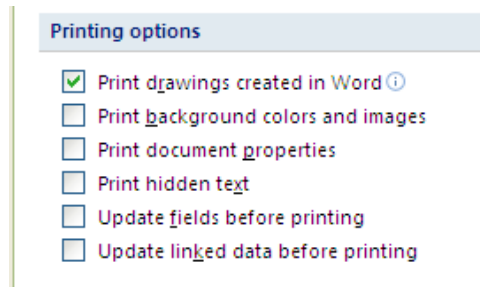 Printing options
Print drawings created in Word
Print background colors and images
Print document properties
Print hidden text
Update fields before printing
Update linked data before printing